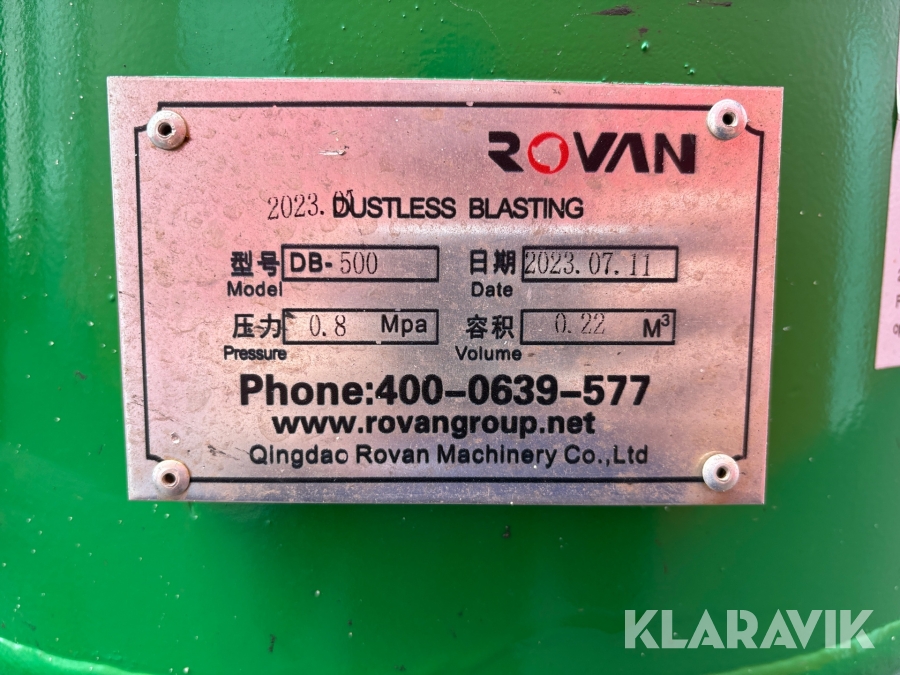 KLARAVIK
ROVAN
2023.07
DUSTLESS BLASTING
型号 DB-500 日期 2023.07.11
Model Date
压力 0.8 Mpa 容积 0.22 M³
Pressure Volume
Phone:400-0639-577
www.rovangroup.net
Qingdao Rovan Machinery Co.,Ltd
KLARAVIK